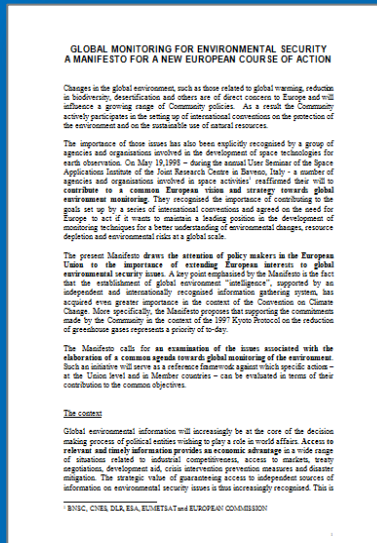 GLOBAL MONITORING FOR ENVIRONMENTAL SECURITY
A MANIFESTO FOR A NEW EUROPEAN COURSE OF ACTION
Changes in the global environment, such as those related to global warming, reduction
in biodiversity, desertification and others are of direct concern to Europe and will
influence a growing range of Community policies. As a result the Community
actively participates in the setting up of international conventions on the protection of
the environment and on the sustainable use of natural resources.
The importance of those issues has also been explicitly recognised by a group of
agencies and organisations involved in the development of space technologies for
earth observation. On May 19,1998 – during the annual User Seminar of the Space
Applications Institute of the Joint Research Centre in Baveno, Italy - a number of
agencies and organisations involved in space activities¹ reaffirmed their will to
contribute to a common European vision and strategy towards global
environment monitoring. They recognised the importance of contributing to the
goals set up by a series of international conventions and agreed on the need for
Europe to act if it wants to maintain a leading position in the development of
monitoring techniques for a better understanding of environmental changes, resource
depletion and environmental risks at a global scale.
The present Manifesto draws the attention of policy makers in the European
Union to the importance of extending European interests to global
environmental security issues. A key point emphasised by the Manifesto is the fact
that the establishment of global environment "intelligence", supported by an
independent and internationally recognised information gathering system, has
acquired even greater importance in the context of the Convention on Climate
Change. More specifically, the Manifesto proposes that supporting the commitments
made by the Community in the context of the 1997 Kyoto Protocol on the reduction
of greenhouse gases represents a priority of to-day.
The Manifesto calls for an examination of the issues associated with the
elaboration of a common agenda towards global monitoring of the environment.
Such an initiative will serve as a reference framework against which specific actions –
at the Union level and in Member countries – can be evaluated in terms of their
contribution to the common objectives.
The context
Global environmental information will increasingly be at the core of the decision
making process of political entities wishing to play a role in world affairs. Access to
relevant and timely information provides an economic advantage in a wide range
of situations related to industrial competitiveness, access to markets, treaty
negotiations, development aid, crisis intervention prevention measures and disaster
mitigation. The strategic value of guaranteeing access to independent sources of
information on environmental security issues is thus increasingly recognised. This is
¹ BNSC, CNES, DLR, ESA, EUMETSAT and EUROPEAN COMMISSION